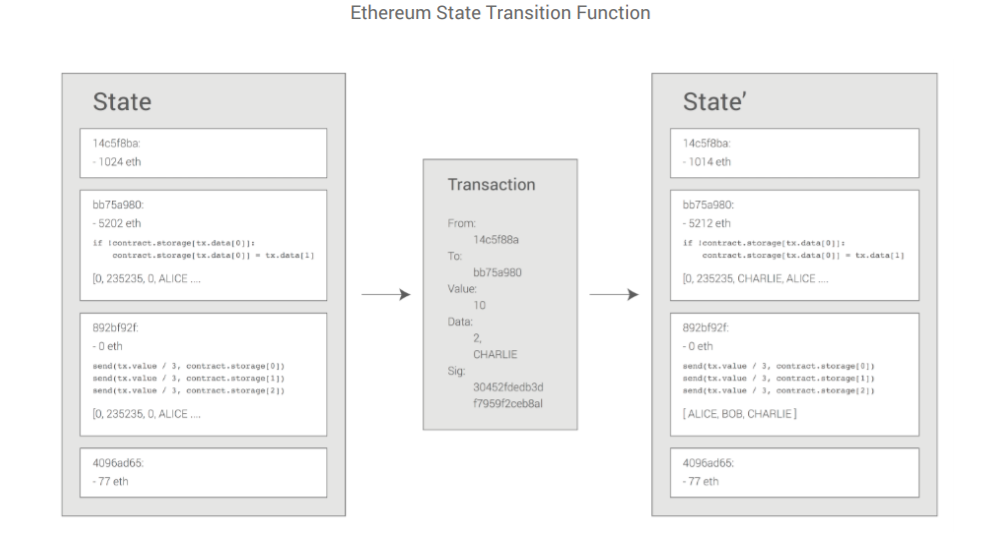 Ethereum State Transition Function
State
14c5f8ba:
- 1024 eth
bb75a980:
- 5202 eth
if !contract.storage[tx.data[0]]:
contract.storage[tx.data[0]] = tx.data[1]
[0, 235235, 0, ALICE ....
892bf92f:
- 0 eth
send(tx.value / 3, contract.storage[0])
send(tx.value / 3, contract.storage[1])
send(tx.value / 3, contract.storage[2])
[0, 235235, 0, ALICE ....
4096ad65:
- 77 eth
Transaction
From:
14c5f88a
To:
bb75a980
Value:
10
Data:
2,
CHARLIE
Sig:
30452fdedb3d
f7959f2ceb8a1
State’
14c5f8ba:
- 1014 eth
bb75a980:
- 5212 eth
if !contract.storage[tx.data[0]]:
contract.storage[tx.data[0]] = tx.data[1]
[0, 235235, CHARLIE, ALICE ....
892bf92f:
- 0 eth
send(tx.value / 3, contract.storage[0])
send(tx.value / 3, contract.storage[1])
send(tx.value / 3, contract.storage[2])
[ ALICE, BOB, CHARLIE ]
4096ad65:
- 77 eth